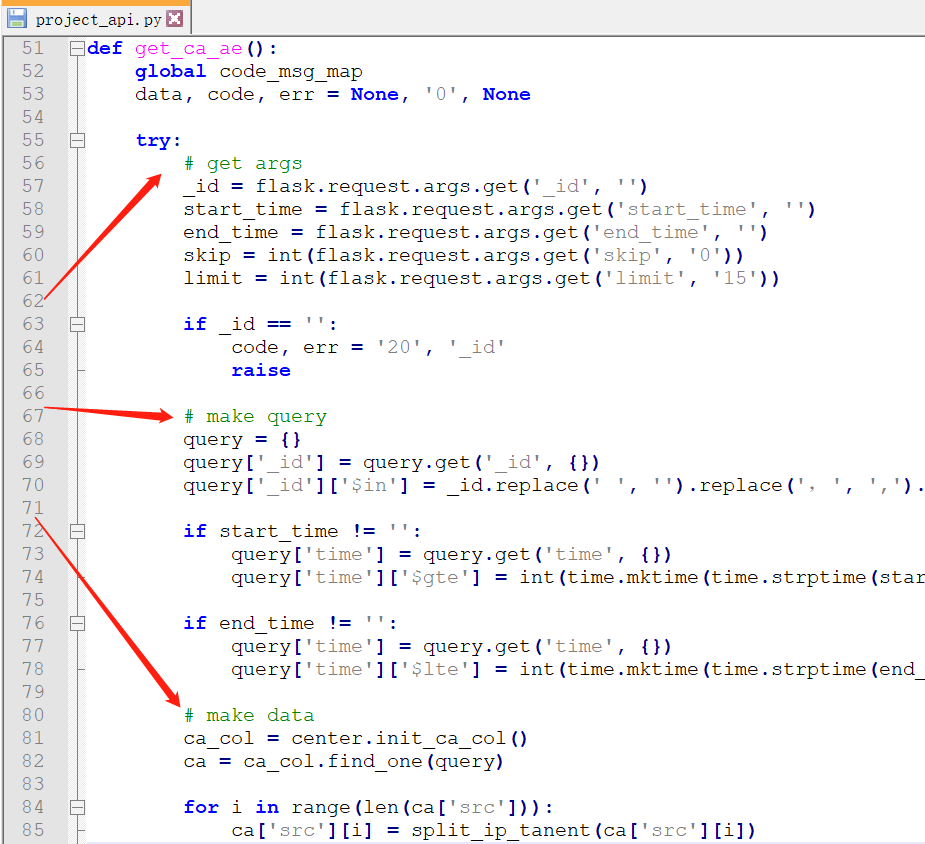 project_api.py
51 def get_ca_ae():
52     global code_msg_map
53     data, code, err = None, '0', None
54
55     try:
56         # get args
57         _id = flask.request.args.get('_id', '')
58         start_time = flask.request.args.get('start_time', '')
59         end_time = flask.request.args.get('end_time', '')
60         skip = int(flask.request.args.get('skip', '0'))
61         limit = int(flask.request.args.get('limit', '15'))
62
63         if _id == '':
64             code, err = '20', '_id'
65             raise
66
67         # make query
68         query = {}
69         query['_id'] = query.get('_id', {})
70         query['_id']['$in'] = _id.replace(' ', '').replace('，', ',').
71
72         if start_time != '':
73             query['time'] = query.get('time', {})
74             query['time']['$gte'] = int(time.mktime(time.strptime(star
75
76         if end_time != '':
77             query['time'] = query.get('time', {})
78             query['time']['$lte'] = int(time.mktime(time.strptime(end_
79
80         # make data
81         ca_col = center.init_ca_col()
82         ca = ca_col.find_one(query)
83
84         for i in range(len(ca['src'])):
85             ca['src'][i] = split_ip_tanent(ca['src'][i])